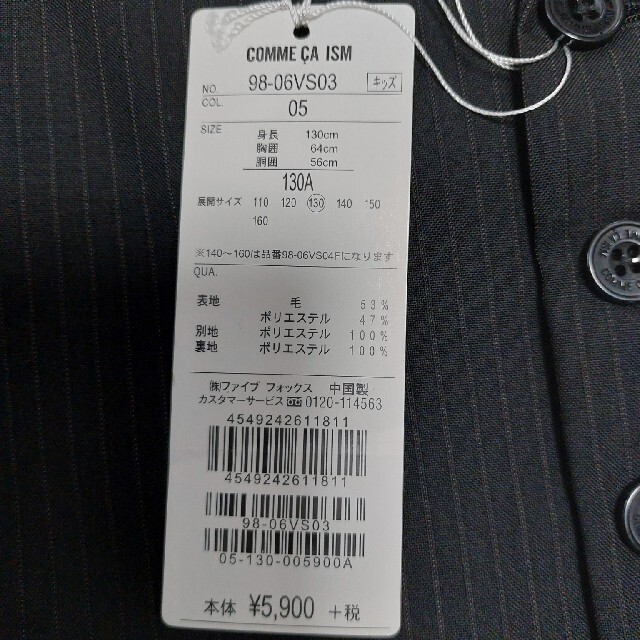 COMME ÇA ISM
NO. 98-06VS03 キッズ
COL. 05
SIZE 身長 130cm
胸囲 64cm
胴囲 56cm
130A
展開サイズ 110 120 130 140 150
160
※140~160は品番98-06VS04Fになります
QUA.
表地 毛 53%
ポリエステル 47%
別地 ポリエステル 100%
裏地 ポリエステル 100%
㈱ファイブ フォックス 中国製
カスタマーサービス 0120-114563
4549242611811
4549242611811
98-06VS03
05-130-005900A
本体 ¥5,900 +税